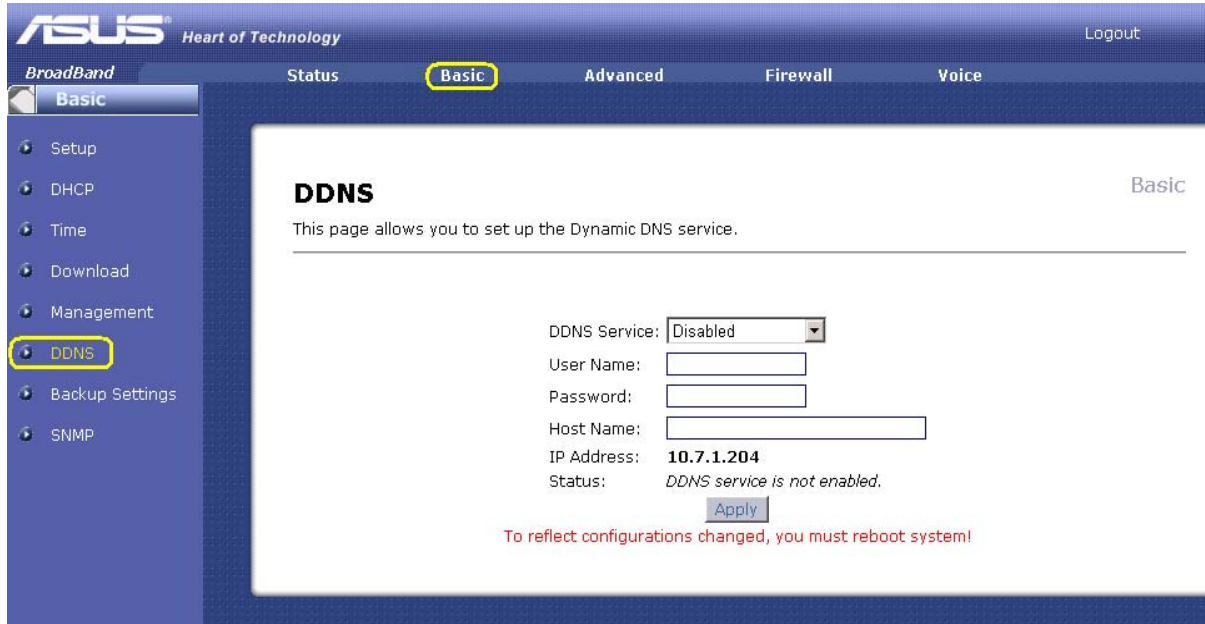 ASUS Heart of Technology
Logout
BroadBand
Status Basic Advanced Firewall Voice
Basic
Setup
DHCP
Time
Download
Management
DDNS
Backup Settings
SNMP
DDNS
Basic
This page allows you to set up the Dynamic DNS service.
DDNS Service: Disabled
User Name:
Password:
Host Name:
IP Address: 10.7.1.204
Status: DDNS service is not enabled.
Apply
To reflect configurations changed, you must reboot system!